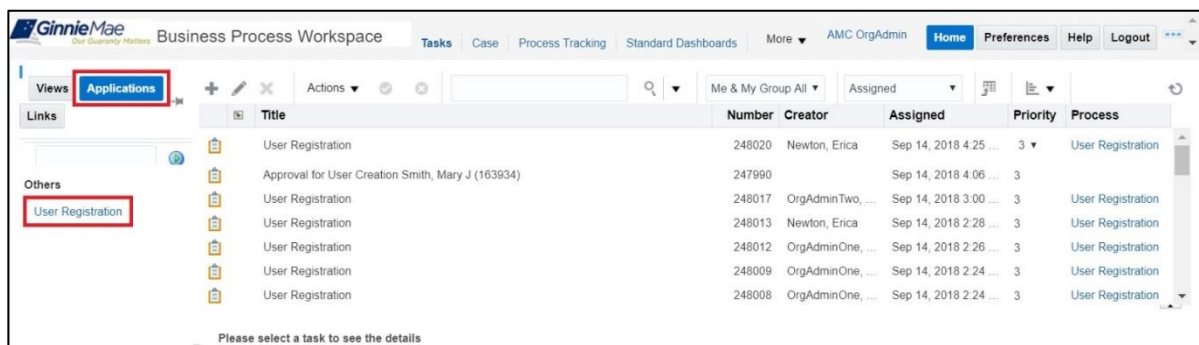 GinnieMae
Our Guaranty Matters
Business Process Workspace
Tasks Case Process Tracking Standard Dashboards More AMC OrgAdmin Home Preferences Help Logout
Views Applications Actions Me & My Group All Assigned
Links Title Number Creator Assigned Priority Process
User Registration 248020 Newton, Erica Sep 14, 2018 4:25 ... 3 User Registration
Approval for User Creation Smith, Mary J (163934) 247990 Sep 14, 2018 4:06 ... 3
Others
User Registration 248017 OrgAdminTwo, ... Sep 14, 2018 3:00 ... 3 User Registration
User Registration
User Registration 248013 Newton, Erica Sep 14, 2018 2:28 ... 3 User Registration
User Registration 248012 OrgAdminOne, ... Sep 14, 2018 2:26 ... 3 User Registration
User Registration 248009 OrgAdminOne, ... Sep 14, 2018 2:24 ... 3 User Registration
User Registration 248008 OrgAdminOne, ... Sep 14, 2018 2:24 ... 3 User Registration
Please select a task to see the details